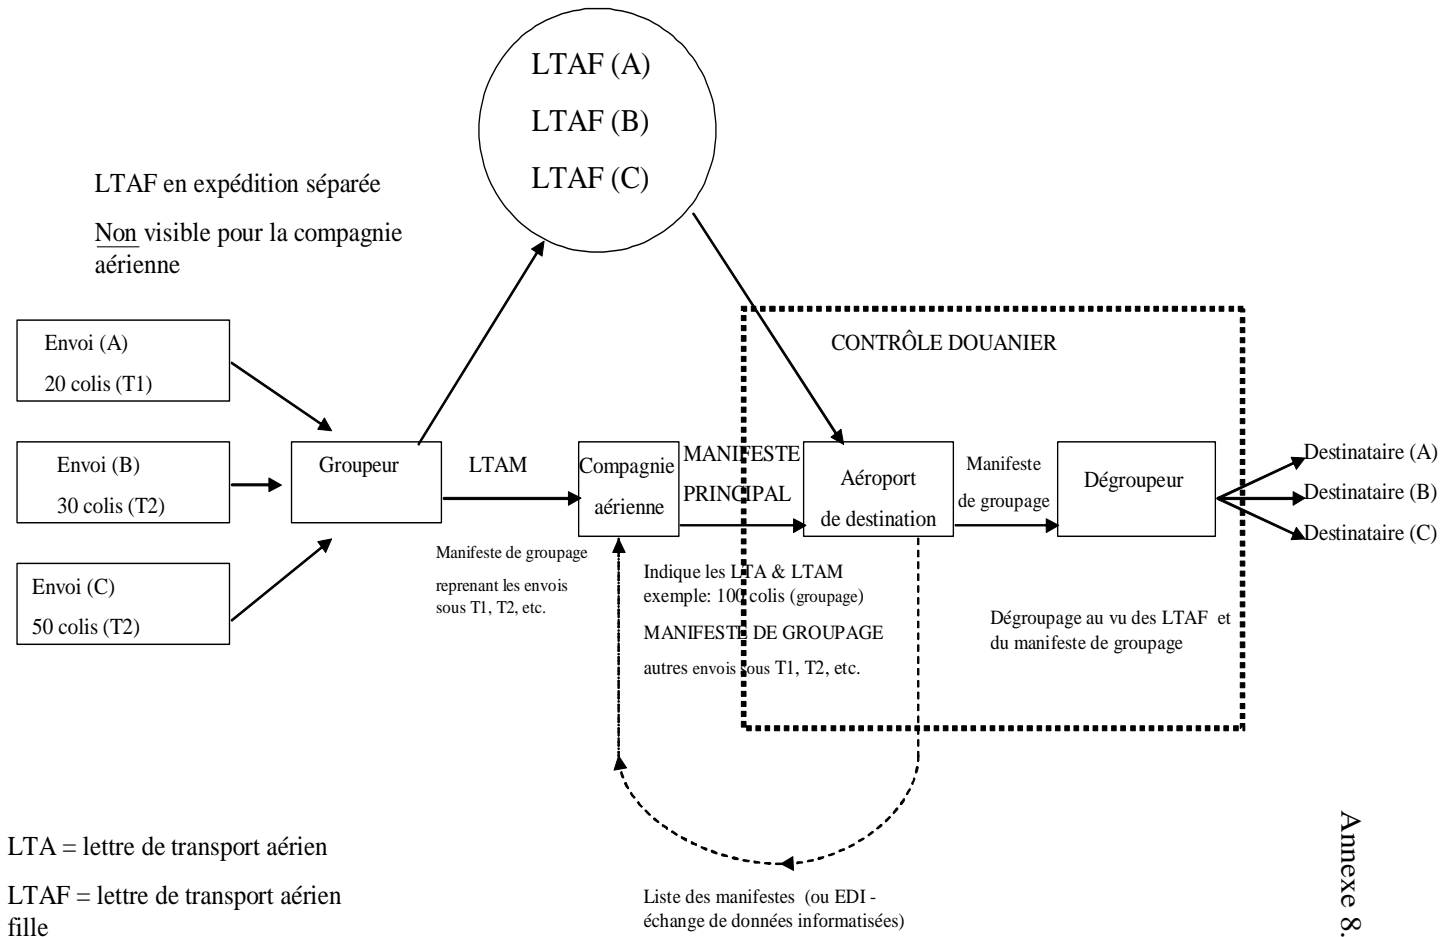 LTAF (A)
LTAF (B)
LTAF (C)
LTAF en expédition séparée
Non visible pour la compagnie
aérienne
Envoi (A)
20 colis (T1)
Envoi (B)
30 colis (T2)
Envoi (C)
50 colis (T2)
Groupeur
LTAM
Manifeste de groupage
reprenant les envois
sous T1, T2, etc.
Compagnie
aérienne
MANIFESTE
PRINCIPAL
Indique les LTA & LTAM
exemple: 100 colis (groupage)
MANIFESTE DE GROUPAGE
autres envois sous T1, T2, etc.
CONTRÔLE DOUANIER
Aéroport
de destination
Manifeste
de groupage
Dégroupeur
Dégroupage au vu des LTAF et
du manifeste de groupage
Destinataire (A)
Destinataire (B)
Destinataire (C)
Liste des manifestes (ou EDI -
échange de données informatisées)
LTA = lettre de transport aérien
LTAF = lettre de transport aérien
fille
Annexe 8.